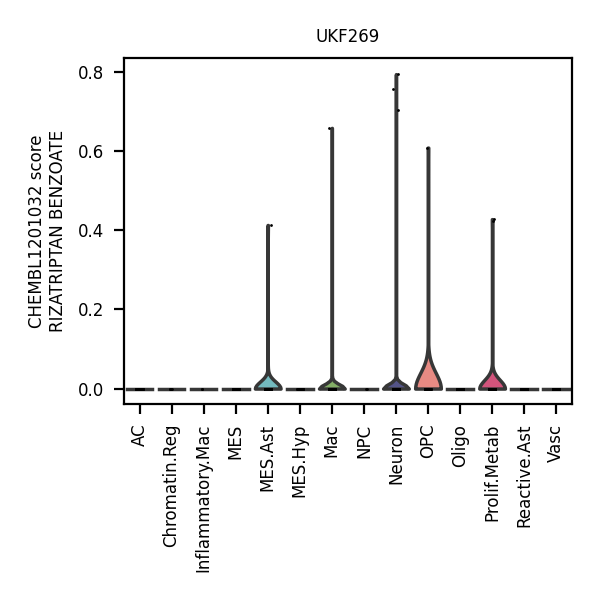 UKF269
CHEMBL1201032 score
RIZATRIPTAN BENZOATE
0.8
0.6
0.4
0.2
0.0
AC
Chromatin.Reg
Inflammatory.Mac
MES
MES.Ast
MES.Hyp
Mac
NPC
Neuron
OPC
Oligo
Prolif.Metab
Reactive.Ast
Vasc